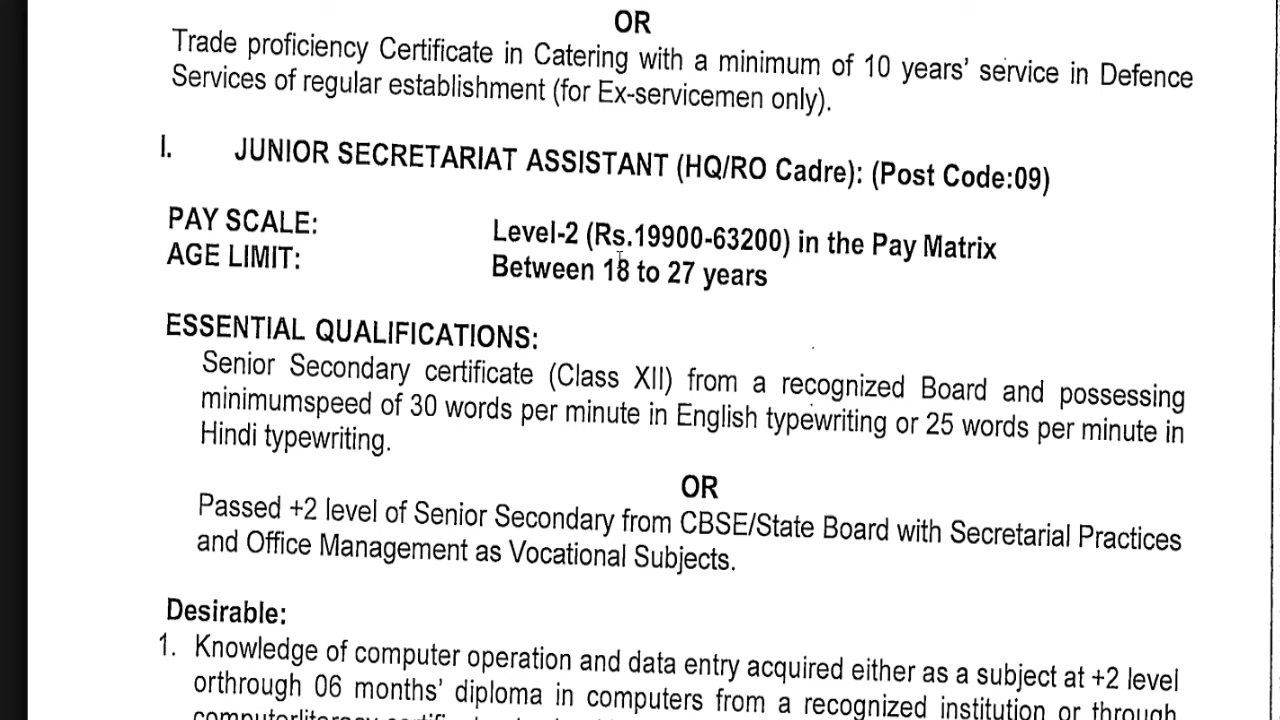 OR
Trade proficiency Certificate in Catering with a minimum of 10 years' service in Defence
Services of regular establishment (for Ex-servicemen only).
I. JUNIOR SECRETARIAT ASSISTANT (HQ/RO Cadre): (Post Code:09)
PAY SCALE: Level-2 (Rs.19900-63200) in the Pay Matrix
AGE LIMIT: Between 18 to 27 years
ESSENTIAL QUALIFICATIONS:
Senior Secondary certificate (Class XII) from a recognized Board and possessing
minimumspeed of 30 words per minute in English typewriting or 25 words per minute in
Hindi typewriting.
OR
Passed +2 level of Senior Secondary from CBSE/State Board with Secretarial Practices
and Office Management as Vocational Subjects.
Desirable:
1. Knowledge of computer operation and data entry acquired either as a subject at +2 level
orthrough 06 months' diploma in computers from a recognized institution or through